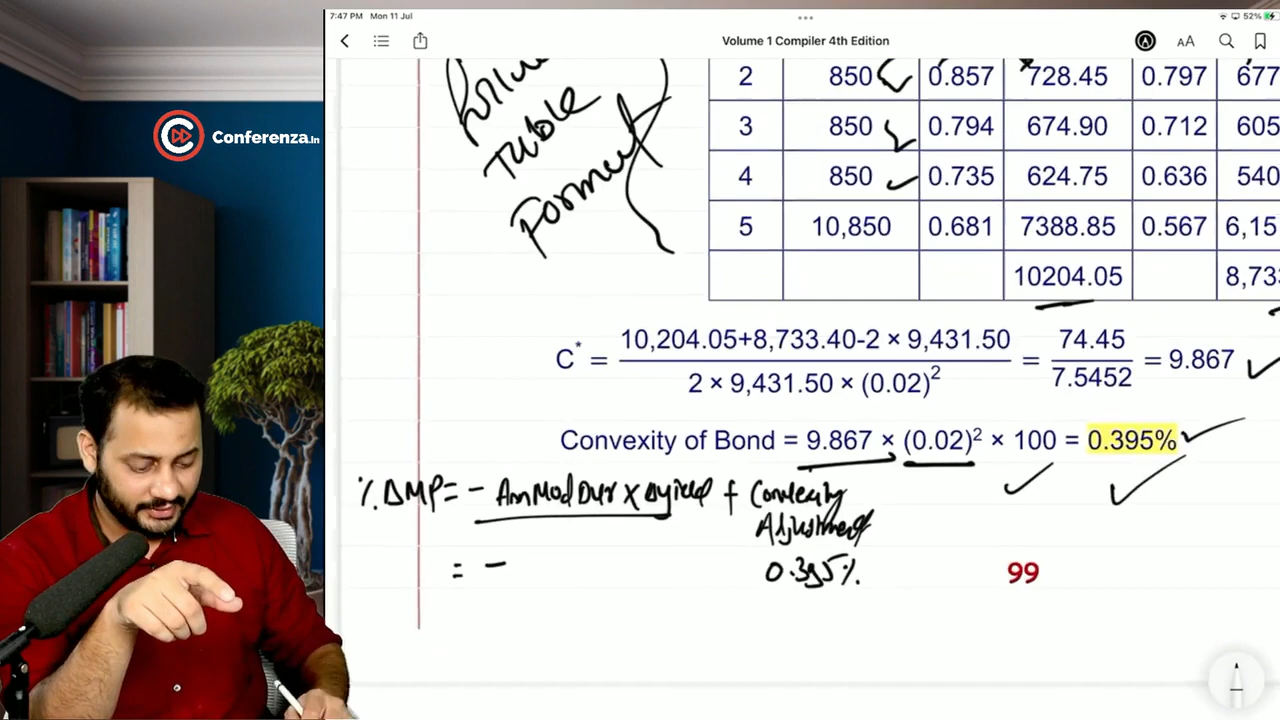 7:47 PM Mon 11 Jul
52%
Volume 1 Compiler 4th Edition
AA
Conferenza.in
Table
Format
2 850 0.857 728.45 0.797 677
3 850 0.794 674.90 0.712 605
4 850 0.735 624.75 0.636 540
5 10,850 0.681 7388.85 0.567 6,15
10204.05 8,733
C* = 10,204.05+8,733.40-2 × 9,431.50 / 2 × 9,431.50 × (0.02)² = 74.45 / 7.5452 = 9.867
Convexity of Bond = 9.867 × (0.02)² × 100 = 0.395%
% ΔMP = - AnModDur × Δyield + Convexity
Adjustment
= - 0.395%
99